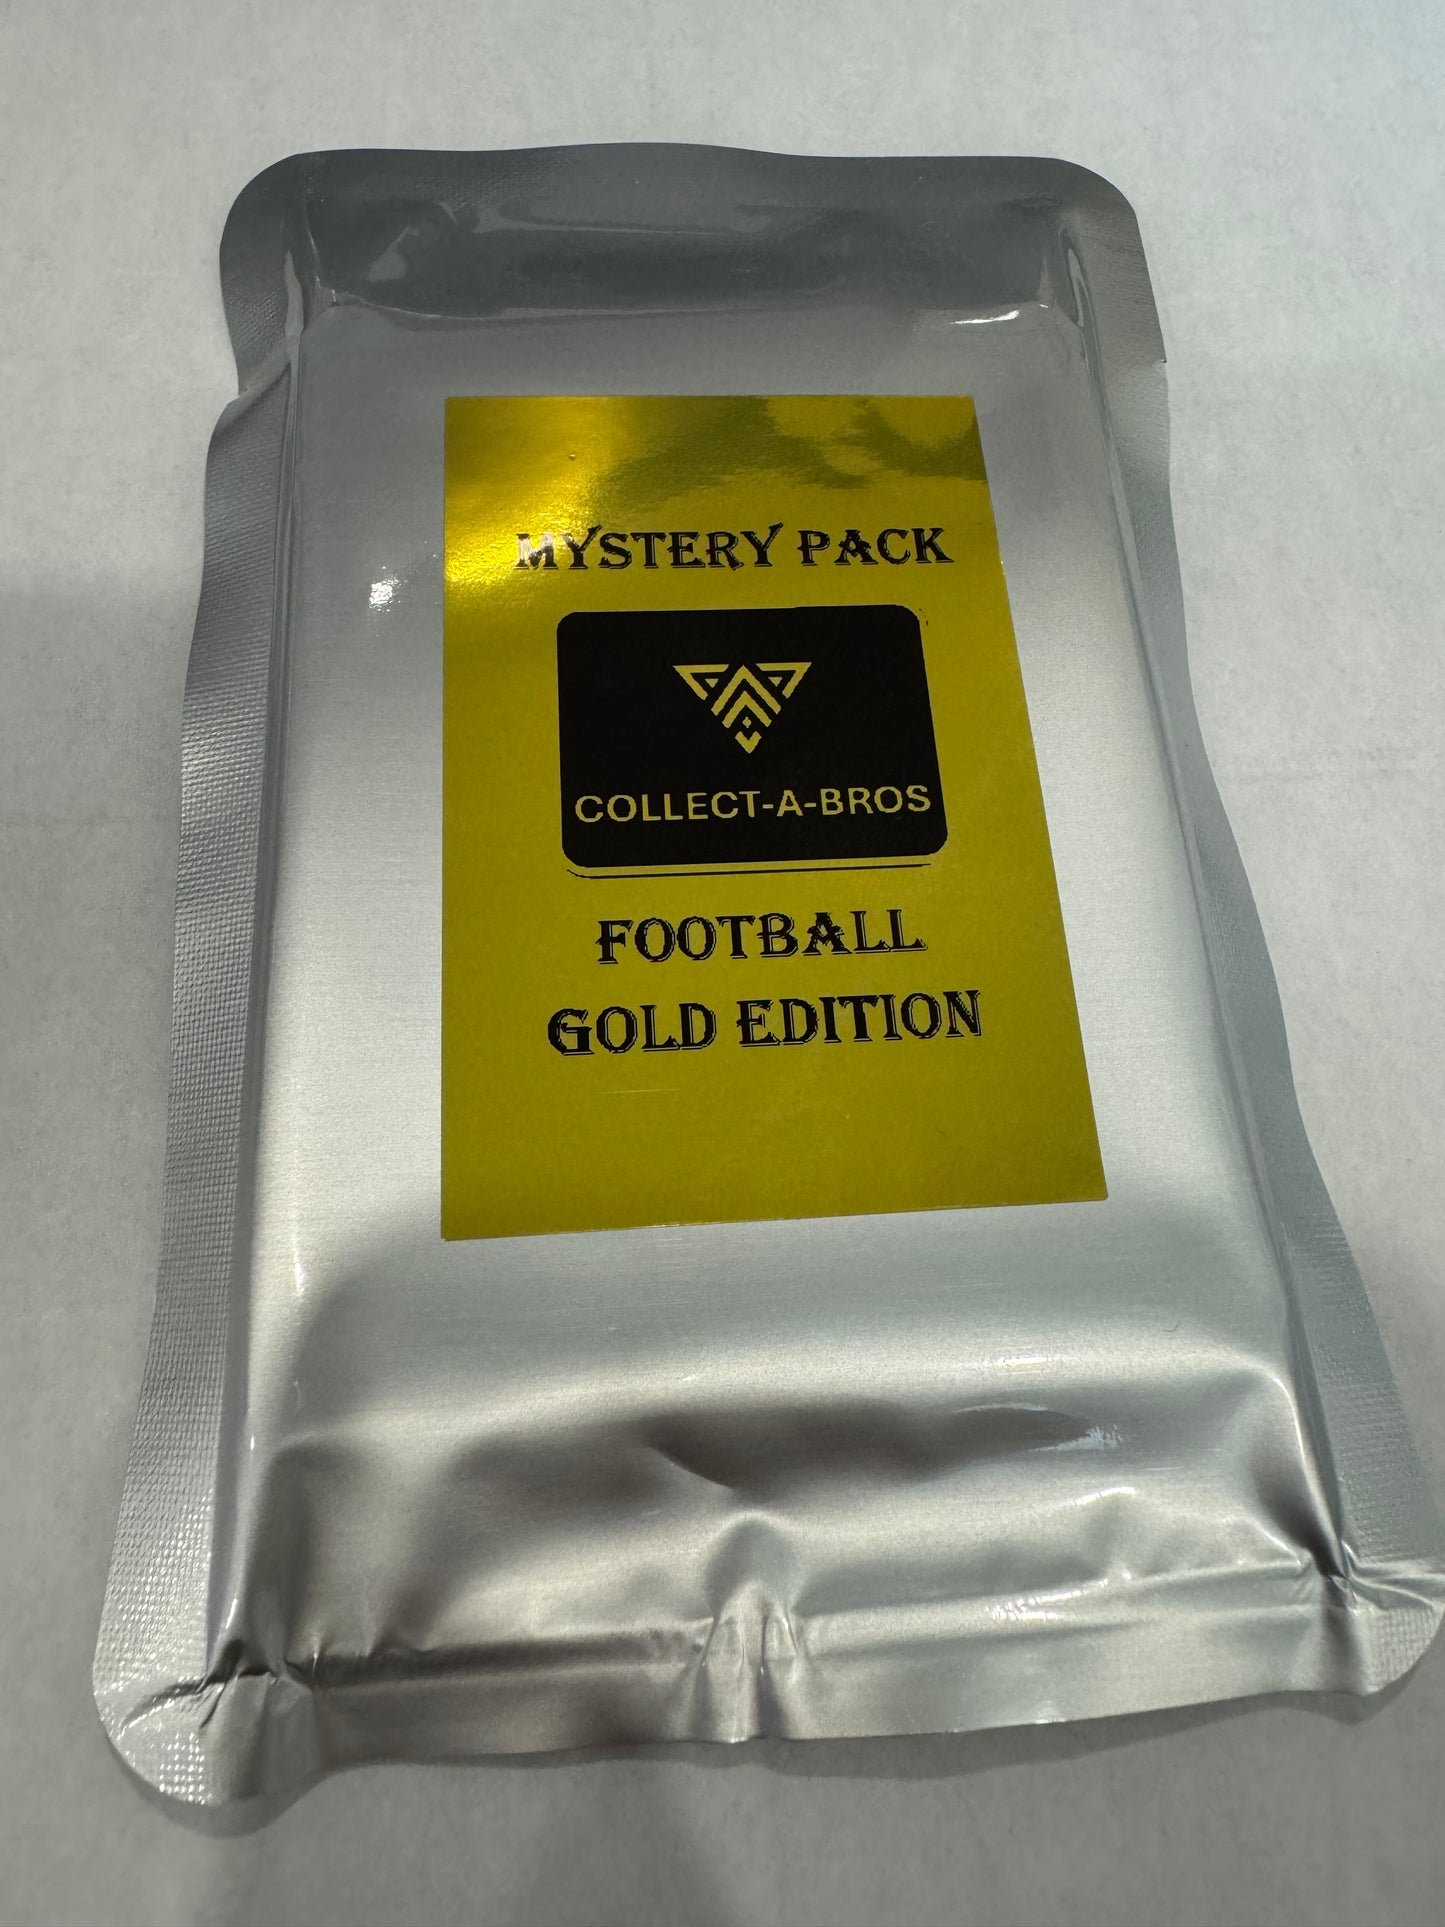 MYSTERY PACK
COLLECT-A-BROS
FOOTBALL
GOLD EDITION